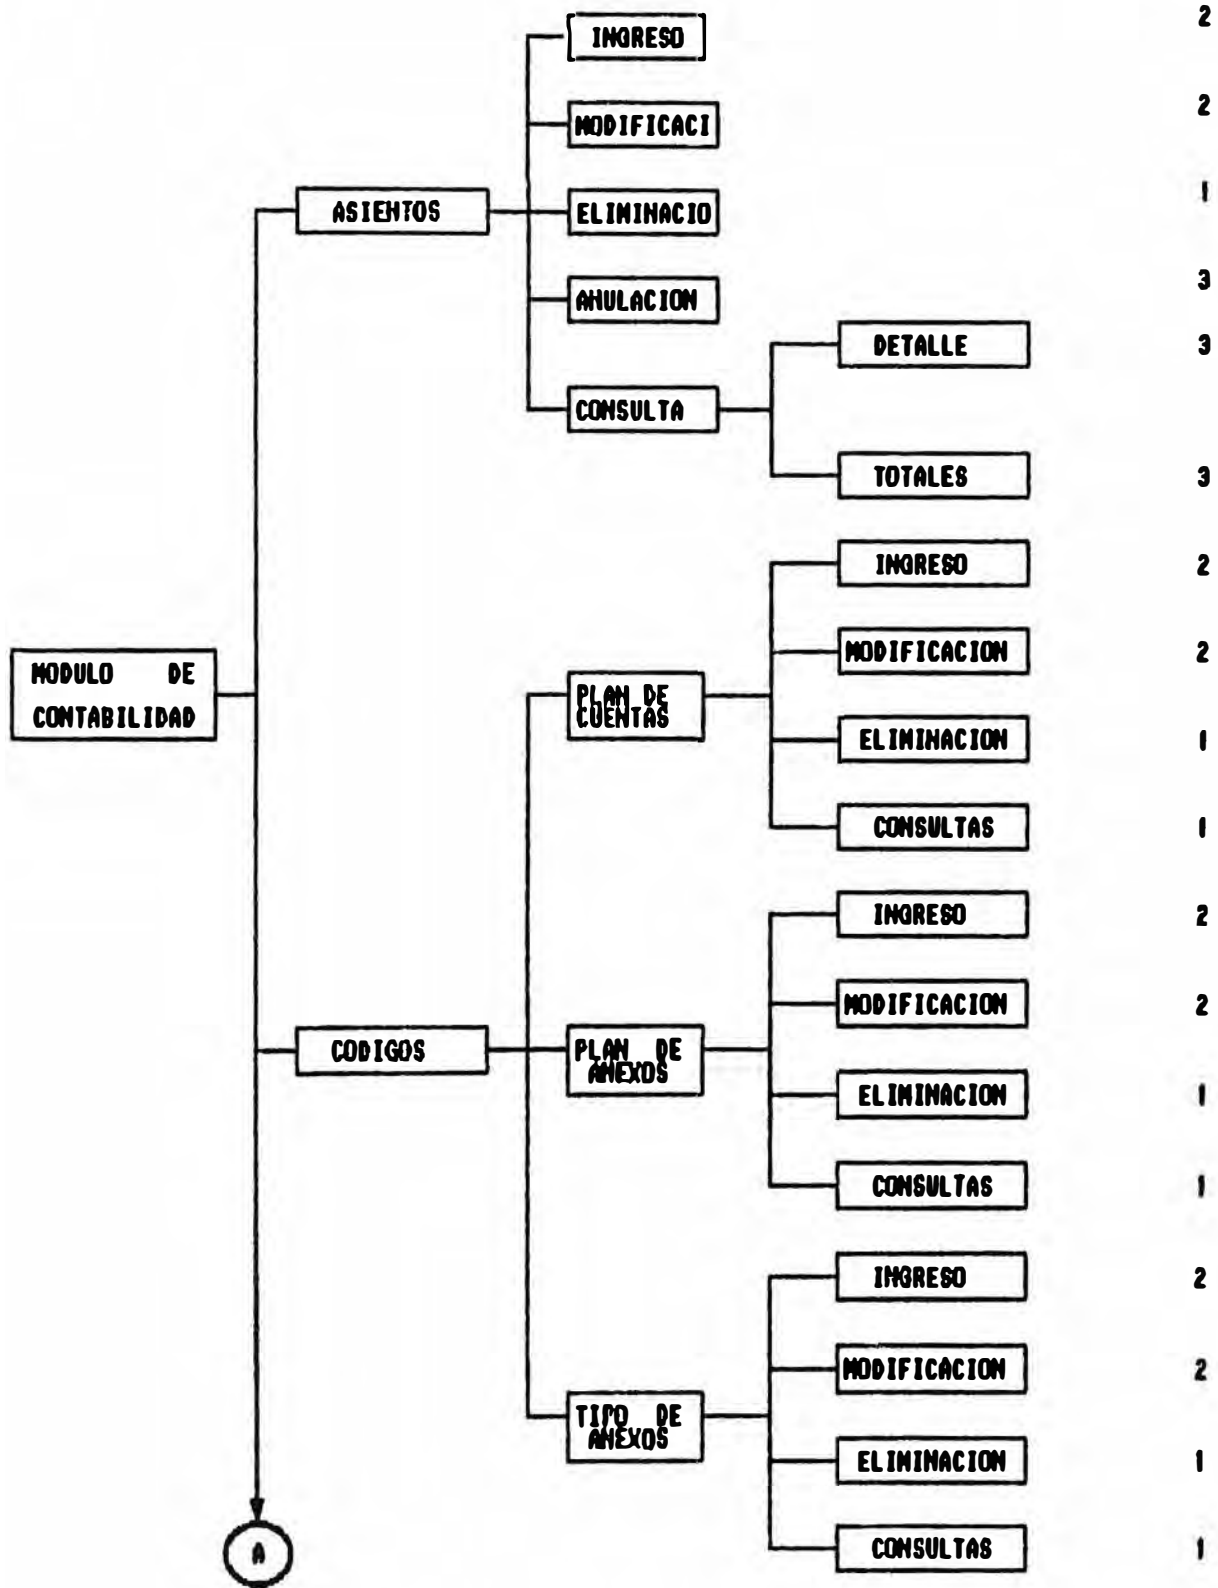 INGRESO 2
MODIFICACI 2
ASIENTOS
ELIMINACIO 1
ANULACION 3
DETALLE 3
CONSULTA
TOTALES 3
INGRESO 2
MODULO DE
CONTABILIDAD
MODIFICACION 2
PLAN DE
CUENTAS
ELIMINACION 1
CONSULTAS 1
INGRESO 2
MODIFICACION 2
CODIGOS
PLAN DE
ANEXOS
ELIMINACION 1
CONSULTAS 1
INGRESO 2
MODIFICACION 2
TIPO DE
ANEXOS
ELIMINACION 1
CONSULTAS 1
A